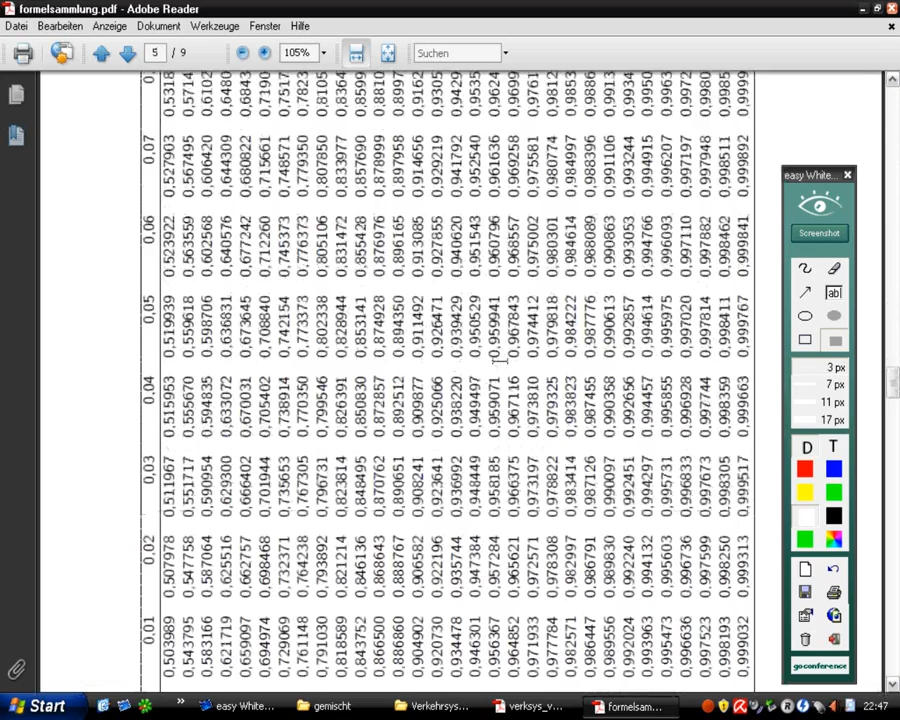 formelsammlung.pdf - Adobe Reader
Datei Bearbeiten Anzeige Dokument Werkzeuge Fenster Hilfe
5 / 9 105% Suchen
0,01 0,02 0,03 0,04 0,05 0,06 0,07 0,
0,503989 0,507978 0,511967 0,515953 0,519939 0,523922 0,527903 0,5318
0,543795 0,547758 0,551717 0,555670 0,559618 0,563559 0,567495 0,5714
0,583166 0,587064 0,590954 0,594835 0,598706 0,602568 0,606420 0,6102
0,621719 0,625516 0,629300 0,633072 0,636831 0,640576 0,644309 0,6480
0,659097 0,662757 0,666402 0,670031 0,673645 0,677242 0,680822 0,6843
0,694974 0,698468 0,701944 0,705402 0,708840 0,712260 0,715661 0,7190
0,729069 0,732371 0,735653 0,738914 0,742154 0,745373 0,748571 0,7517
0,761148 0,764238 0,767305 0,770350 0,773373 0,776373 0,779350 0,7823
0,791030 0,793892 0,796731 0,799546 0,802338 0,805106 0,807850 0,8105
0,818589 0,821214 0,823814 0,826391 0,828944 0,831472 0,833977 0,8364
0,843752 0,846136 0,848495 0,850830 0,853141 0,855428 0,857690 0,8599
0,866500 0,868643 0,870762 0,872857 0,874928 0,876976 0,878999 0,8810
0,886860 0,888767 0,890651 0,892512 0,894350 0,896165 0,897958 0,8997
0,904902 0,906582 0,908241 0,909877 0,911492 0,913085 0,914656 0,9162
0,920730 0,922196 0,923641 0,925066 0,926471 0,927855 0,929219 0,9305
0,934478 0,935744 0,936992 0,938220 0,939429 0,940620 0,941792 0,9429
0,946301 0,947384 0,948449 0,949497 0,950529 0,951543 0,952540 0,9535
0,956367 0,957284 0,958185 0,959071 0,959941 0,960796 0,961636 0,9624
0,964852 0,965621 0,966375 0,967116 0,967843 0,968557 0,969258 0,9699
0,971933 0,972571 0,973197 0,973810 0,974412 0,975002 0,975581 0,9761
0,977784 0,978308 0,978822 0,979325 0,979818 0,980301 0,980774 0,9812
0,982571 0,982997 0,983414 0,983823 0,984222 0,984614 0,984997 0,9853
0,986447 0,986791 0,987126 0,987455 0,987776 0,988089 0,988396 0,9886
0,989556 0,989830 0,990097 0,990358 0,990613 0,990863 0,991106 0,9913
0,992024 0,992240 0,992451 0,992656 0,992857 0,993053 0,993244 0,9934
0,993963 0,994132 0,994297 0,994457 0,994614 0,994766 0,994915 0,9950
0,995473 0,995603 0,995731 0,995855 0,995975 0,996093 0,996207 0,9963
0,996636 0,996736 0,996833 0,996928 0,997020 0,997110 0,997197 0,9972
0,997523 0,997599 0,997673 0,997744 0,997814 0,997882 0,997948 0,9980
0,998193 0,998250 0,998305 0,998359 0,998411 0,998462 0,998511 0,9985
0,999032 0,999313 0,999517 0,999663 0,999767 0,999841 0,999892 0,9999
easy White...
Screenshot
ab
3 px
7 px
11 px
17 px
D T
goconference
Start » easy White... gemischt Verkehrsys... verksys_v... formelsam... 22:47